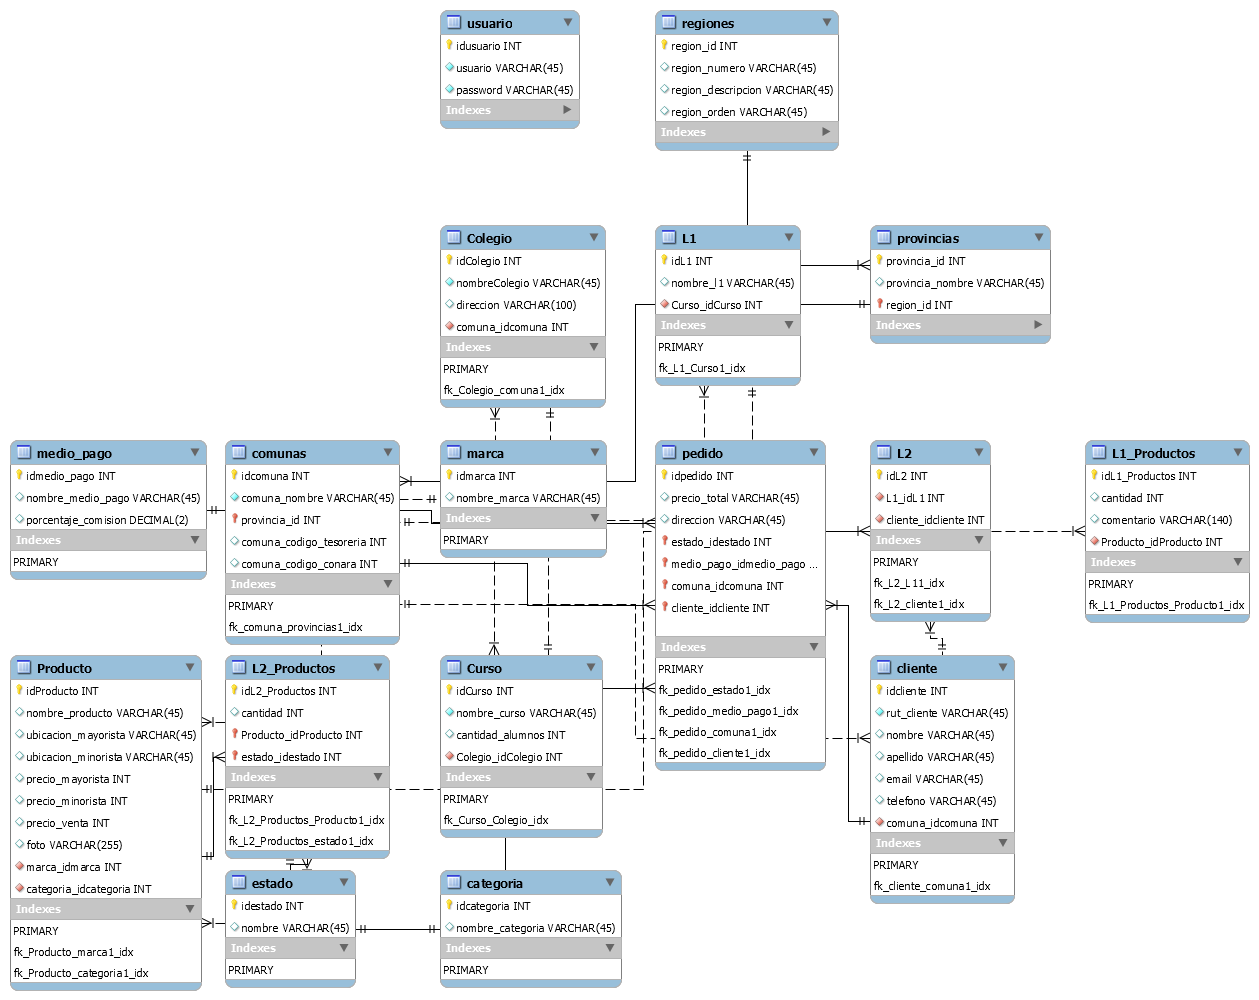 usuario
idusuario INT
usuario VARCHAR(45)
password VARCHAR(45)
Indexes
regiones
region_id INT
region_numero VARCHAR(45)
region_descripcion VARCHAR(45)
region_orden VARCHAR(45)
Indexes
Colegio
idColegio INT
nombreColegio VARCHAR(45)
direccion VARCHAR(100)
comuna_idcomuna INT
Indexes
PRIMARY
fk_Colegio_comuna1_idx
L1
idL1 INT
nombre_l1 VARCHAR(45)
Curso_idCurso INT
Indexes
PRIMARY
fk_L1_Curso1_idx
provincias
provincia_id INT
provincia_nombre VARCHAR(45)
region_id INT
Indexes
medio_pago
idmedio_pago INT
nombre_medio_pago VARCHAR(45)
porcentaje_comision DECIMAL(2)
Indexes
PRIMARY
comunas
idcomuna INT
comuna_nombre VARCHAR(45)
provincia_id INT
comuna_codigo_tesoreria INT
comuna_codigo_conara INT
Indexes
PRIMARY
fk_comuna_provincias1_idx
marca
idmarca INT
nombre_marca VARCHAR(45)
Indexes
PRIMARY
pedido
idpedido INT
precio_total VARCHAR(45)
direccion VARCHAR(45)
estado_idestado INT
medio_pago_idmedio_pago ...
comuna_idcomuna INT
cliente_idcliente INT
Indexes
PRIMARY
fk_pedido_estado1_idx
fk_pedido_medio_pago1_idx
fk_pedido_comuna1_idx
fk_pedido_cliente1_idx
L2
idL2 INT
L1_idL1 INT
cliente_idcliente INT
Indexes
PRIMARY
fk_L2_L11_idx
fk_L2_cliente1_idx
L1_Productos
idL1_Productos INT
cantidad INT
comentario VARCHAR(140)
Producto_idProducto INT
Indexes
PRIMARY
fk_L1_Productos_Producto1_idx
Producto
idProducto INT
nombre_producto VARCHAR(45)
ubicacion_mayorista VARCHAR(45)
ubicacion_minorista VARCHAR(45)
precio_mayorista INT
precio_minorista INT
precio_venta INT
foto VARCHAR(255)
marca_idmarca INT
categoria_idcategoria INT
Indexes
PRIMARY
fk_Producto_marca1_idx
fk_Producto_categoria1_idx
L2_Productos
idL2_Productos INT
cantidad INT
Producto_idProducto INT
estado_idestado INT
Indexes
PRIMARY
fk_L2_Productos_Producto1_idx
fk_L2_Productos_estado1_idx
Curso
idCurso INT
nombre_curso VARCHAR(45)
cantidad_alumnos INT
Colegio_idColegio INT
Indexes
PRIMARY
fk_Curso_Colegio_idx
cliente
idcliente INT
rut_cliente VARCHAR(45)
nombre VARCHAR(45)
apellido VARCHAR(45)
email VARCHAR(45)
telefono VARCHAR(45)
comuna_idcomuna INT
Indexes
PRIMARY
fk_cliente_comuna1_idx
estado
idestado INT
nombre VARCHAR(45)
Indexes
PRIMARY
categoria
idcategoria INT
nombre_categoria VARCHAR(45)
Indexes
PRIMARY